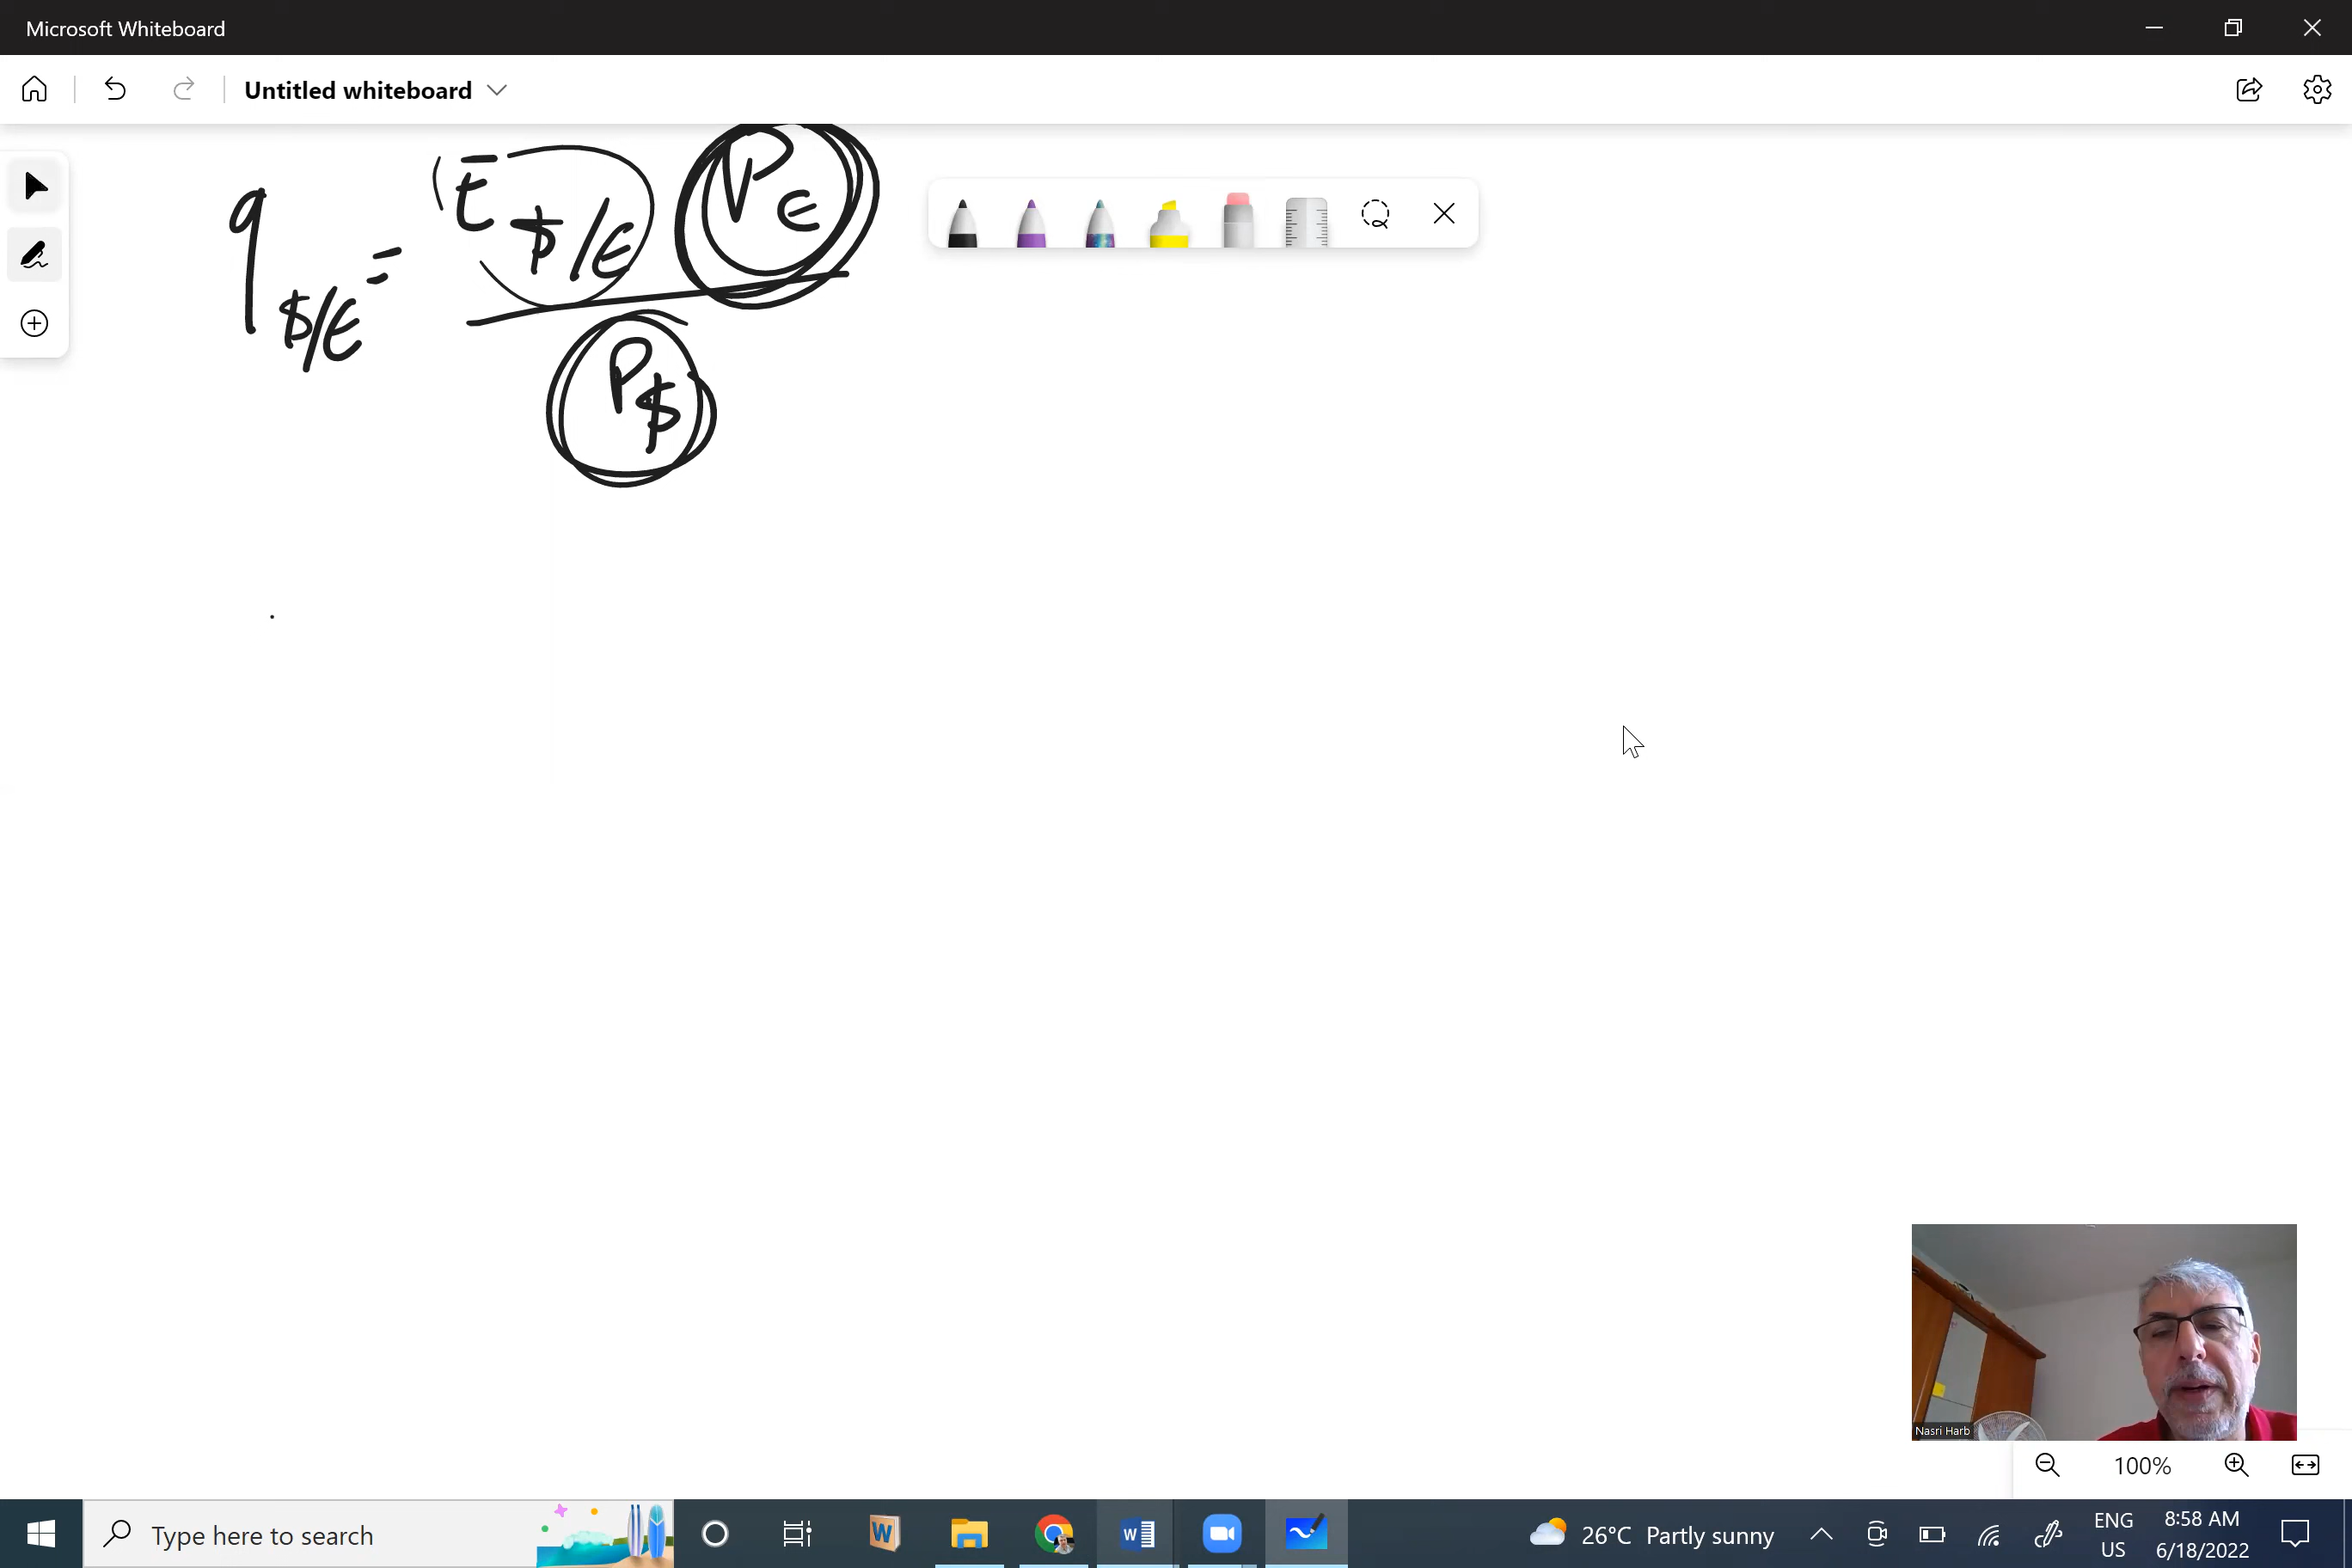 Microsoft Whiteboard
Untitled whiteboard
q $/€ = Ē $/€ P €
P $
Nasri Harb
100%
Type here to search
26°C Partly sunny
ENG
US
8:58 AM
6/18/2022